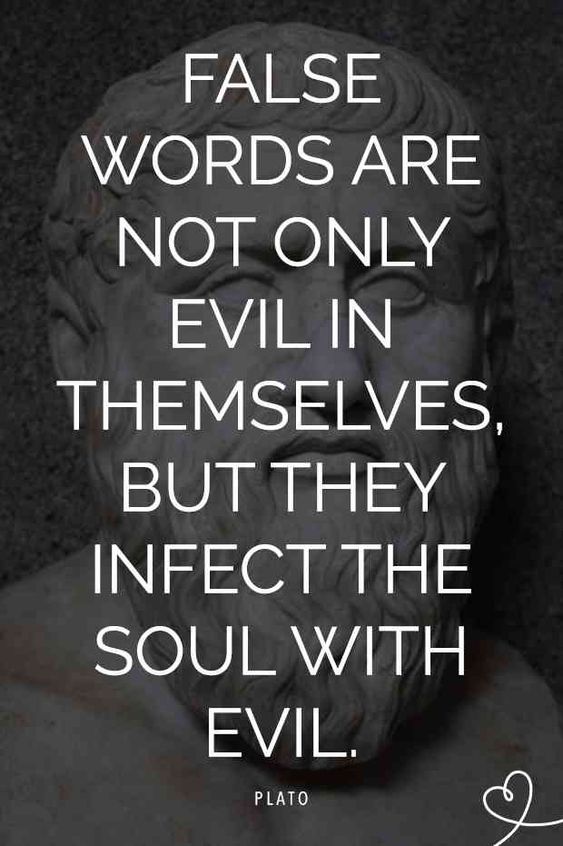 FALSE
WORDS ARE
NOT ONLY
EVIL IN
THEMSELVES,
BUT THEY
INFECT THE
SOUL WITH
EVIL.
PLATO